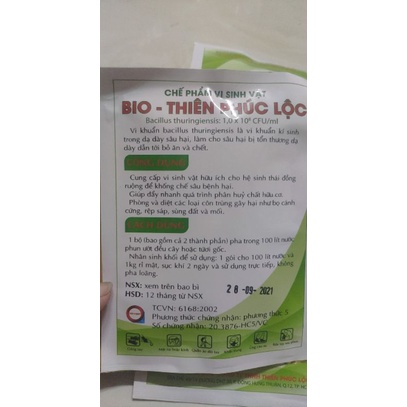 CHẾ PHẨM VI SINH VẬT
BIO - THIÊN PHÚC LỘC
Bacillus thuringiensis: 1,0 x 10⁸ CFU/ml
Vi khuẩn bacillus thuringiensis là vi khuẩn kí sinh
trong dạ dày sâu hại, làm cho sâu hại bị tổn thương dạ
dày dẫn tới bỏ ăn và chết.
CÔNG DỤNG:
Cung cấp vi sinh vật hữu ích cho hệ sinh thái đồng
ruộng để khống chế sâu bệnh hại.
Giúp đẩy nhanh quá trình phân huỷ chất hữu cơ.
Phòng và diệt các loại côn trùng gây hại như bọ cánh
cứng, rệp sáp, sùng đất và mối.
1 bộ (bao gồm cả 2 thành phần) pha trong 100 lít nước
phun ướt đều cây hoặc tưới gốc.
Nhân sinh khối để sử dụng: 1 gói cho 100 lít nước và
1kg rỉ mật, sục khí 2 ngày và sử dụng trực tiếp, không
pha loãng.
NSX: xem trên bao bì
28-09-2021
HSD: 12 tháng từ NSX
TCVN: 6168:2002
Phương thức chứng nhận: phương thức 5
Số chứng nhận: 20.1876-HCS/VC
THIÊN PHÚC LỘC